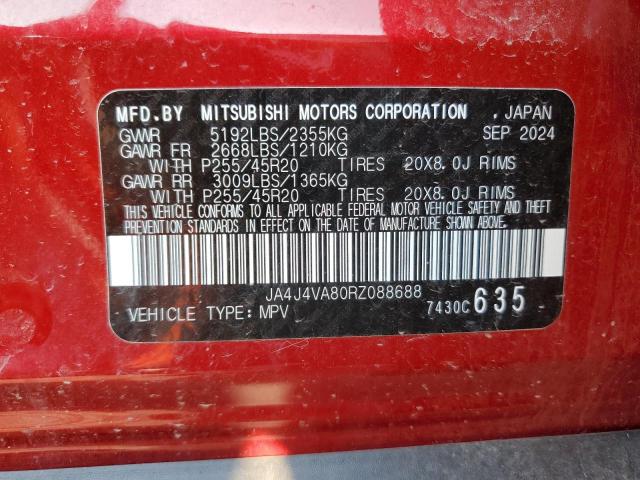 MFD.BY MITSUBISHI MOTORS CORPORATION , JAPAN
GVWR 5192LBS/2355KG SEP 2024
GAWR FR 2668LBS/1210KG
WITH P255/45R20 TIRES 20X8.0J RIMS
GAWR RR 3009LBS/1365KG
WITH P255/45R20 TIRES 20X8.0J RIMS
THIS VEHICLE CONFORMS TO ALL APPLICABLE FEDERAL MOTOR VEHICLE SAFETY AND THEFT
PREVENTION STANDARDS IN EFFECT ON THE DATE OF MANUFACTURE SHOWN ABOVE.
JA4J4VA80RZ088688
VEHICLE TYPE: MPV 7430C 635